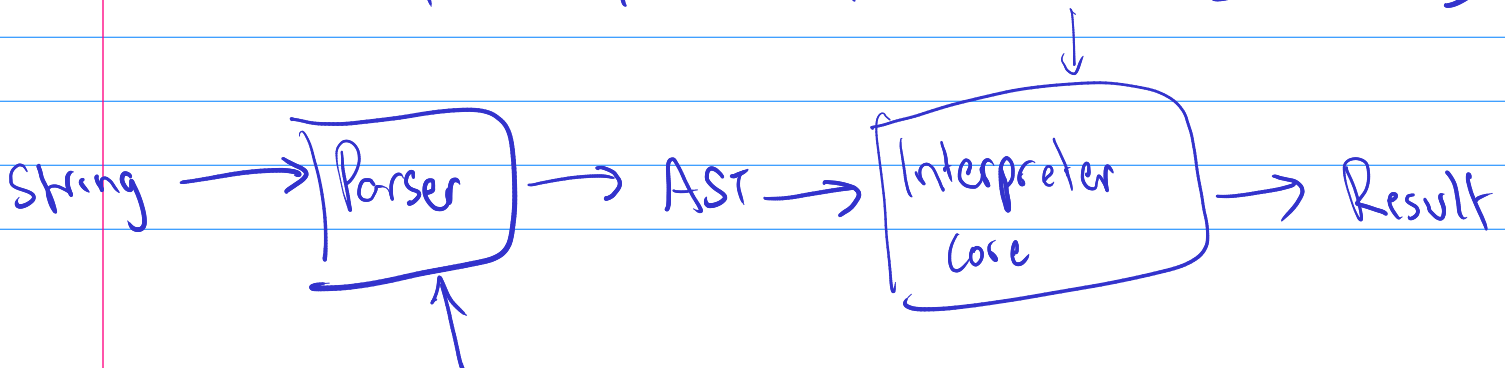 String → Parser → AST → Interpreter → Result
core